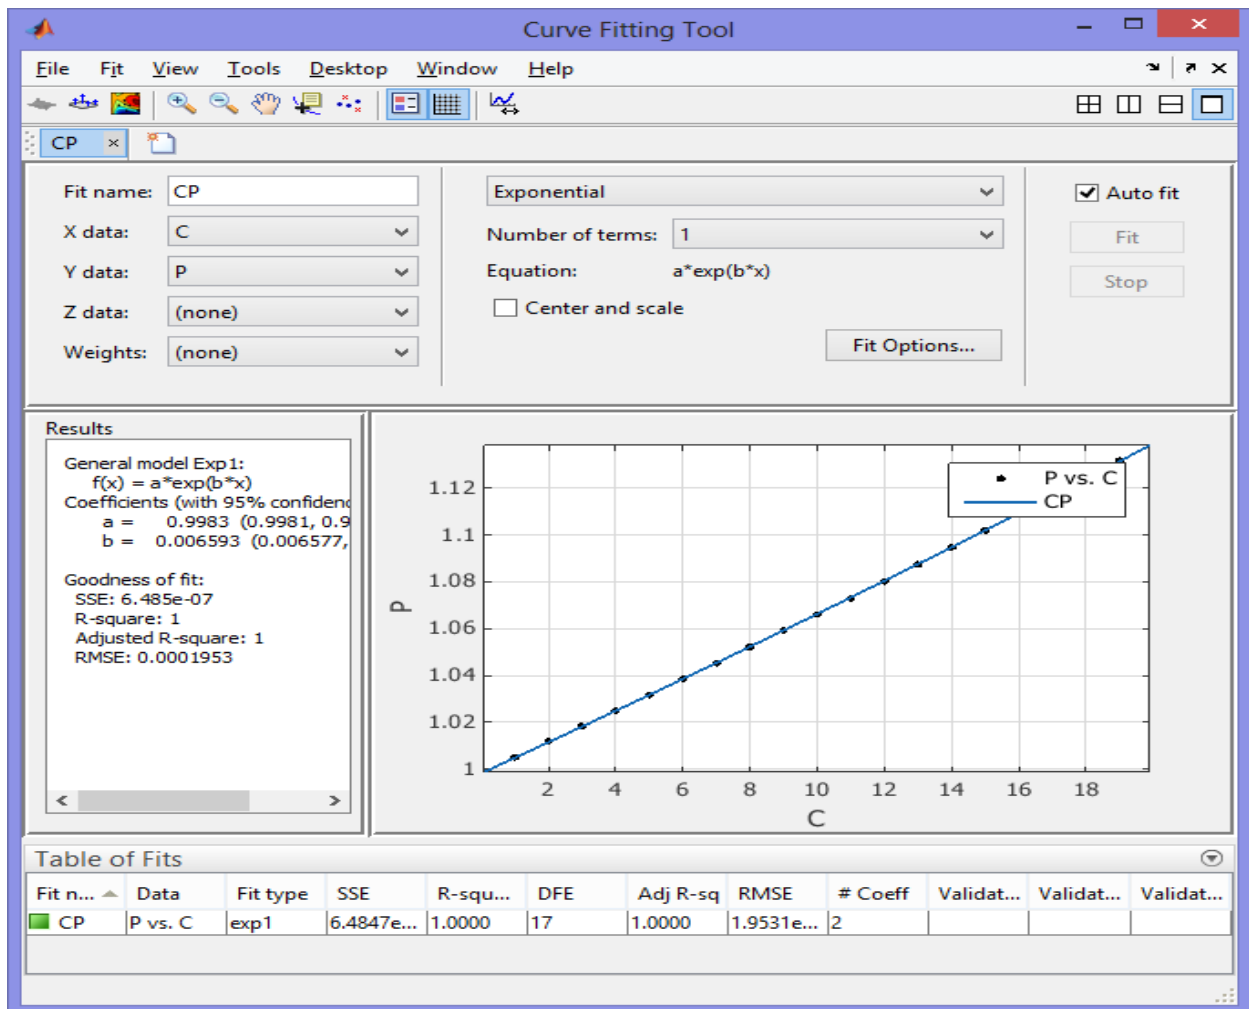 Curve Fitting Tool
File Fit View Tools Desktop Window Help
CP
Fit name: CP
X data: C
Y data: P
Z data: (none)
Weights: (none)
Exponential
Number of terms: 1
Equation: a*exp(b*x)
Center and scale
Fit Options...
Auto fit
Fit
Stop
Results
General model Exp1:
f(x) = a*exp(b*x)
Coefficients (with 95% confidenc
a = 0.9983 (0.9981, 0.9
b = 0.006593 (0.006577,
Goodness of fit:
SSE: 6.485e-07
R-square: 1
Adjusted R-square: 1
RMSE: 0.0001953
P vs. C
CP
1.12
1.1
1.08
1.06
1.04
1.02
1
P
2 4 6 8 10 12 14 16 18
C
Table of Fits
Fit n... Data Fit type SSE R-squ... DFE Adj R-sq RMSE # Coeff Validat... Validat... Validat...
CP P vs. C exp1 6.4847e... 1.0000 17 1.0000 1.9531e... 2